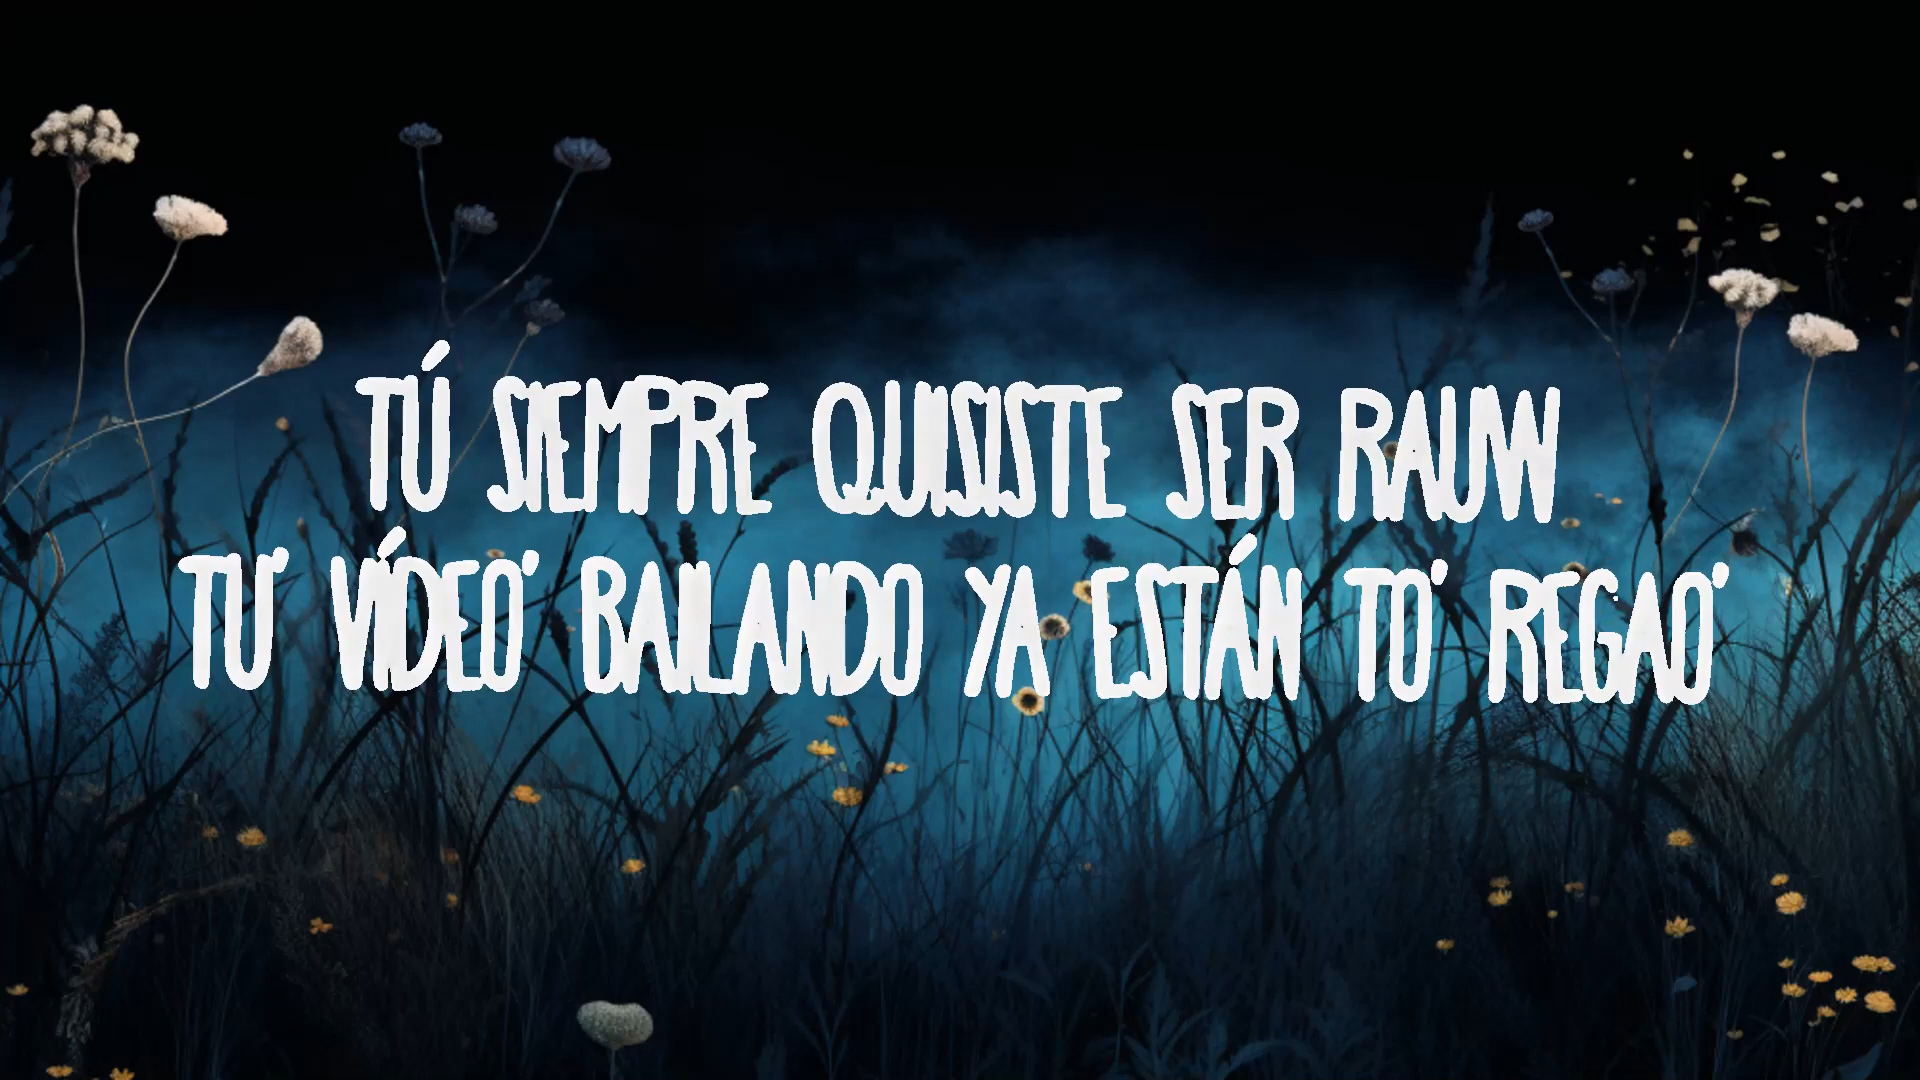 TÚ SIEMPRE QUISISTE SER RAUW
TU' VÍDEO' BAILANDO YA ESTÁN TO' REGAO'